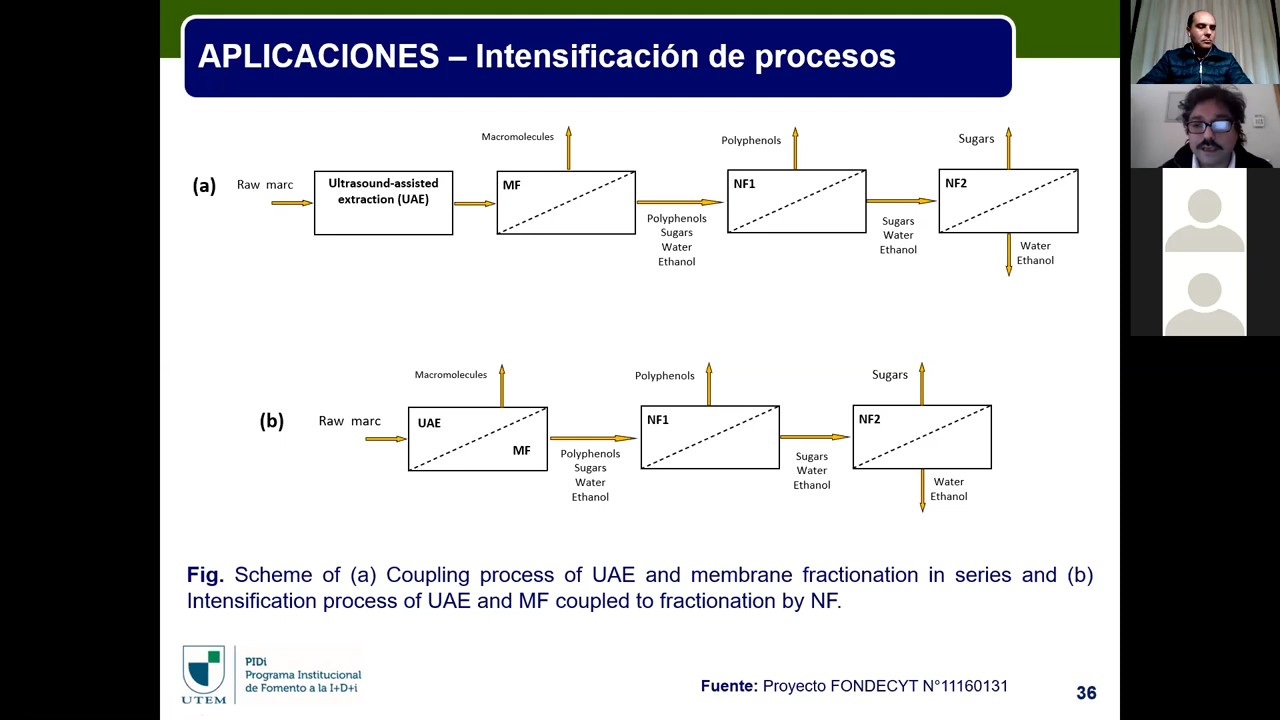 APLICACIONES – Intensificación de procesos
(a)
Raw marc
Ultrasound-assisted
extraction (UAE)
Macromolecules
MF
Polyphenols
Sugars
Water
Ethanol
Polyphenols
NF1
Sugars
Water
Ethanol
Sugars
NF2
Water
Ethanol
(b)
Raw marc
Macromolecules
UAE
MF
Polyphenols
Sugars
Water
Ethanol
Polyphenols
NF1
Sugars
Water
Ethanol
Sugars
NF2
Water
Ethanol
Fig. Scheme of (a) Coupling process of UAE and membrane fractionation in series and (b)
Intensification process of UAE and MF coupled to fractionation by NF.
UTEM
PIDi
Programa Institucional
de Fomento a la I+D+i
Fuente: Proyecto FONDECYT N°11160131
36